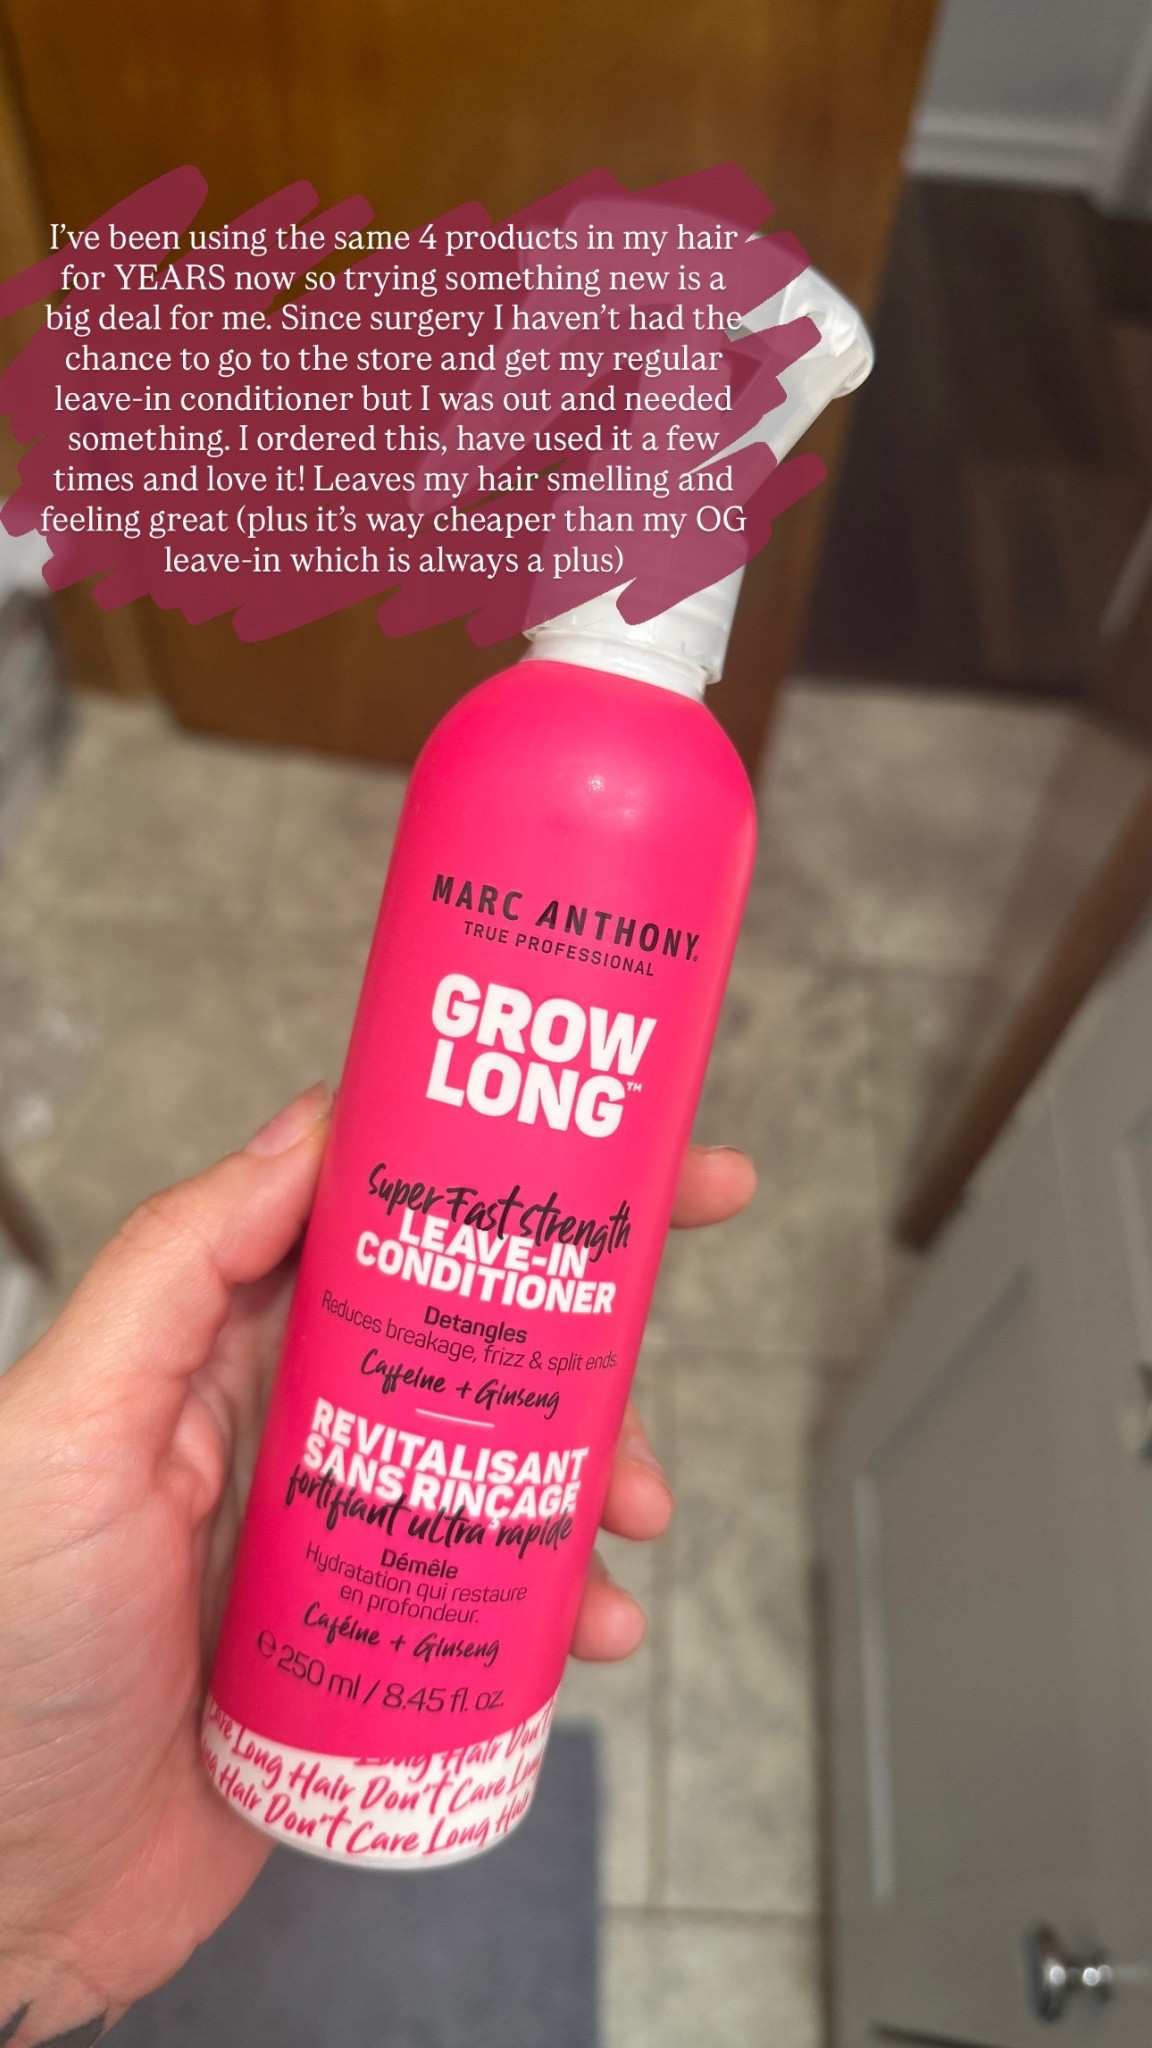 I've been using the same 4 products in my hair
for YEARS now so trying something new is a
big deal for me. Since surgery I haven't had the
chance to go to the store and get my regular
leave-in conditioner but I was out and needed
something. I ordered this, have used it a few
times and love it! Leaves my hair smelling and
feeling great (plus it's way cheaper than my OG
leave-in which is always a plus)
MARC ANTHONY®
TRUE PROFESSIONAL
GROW
LONG™
Super Fast strength
LEAVE-IN
CONDITIONER
Detangles
Reduces breakage, frizz & split ends.
Caffeine + Ginseng
REVITALISANT
SANS RINÇAGE
fortifiant ultra rapide
Démêle
Hydratation qui restaure
en profondeur.
Caféine + Ginseng
℮ 250 ml / 8.45 fl. oz.
Long Hair Don't
Care Long Hair Don't Care
Hair Don't Care Long